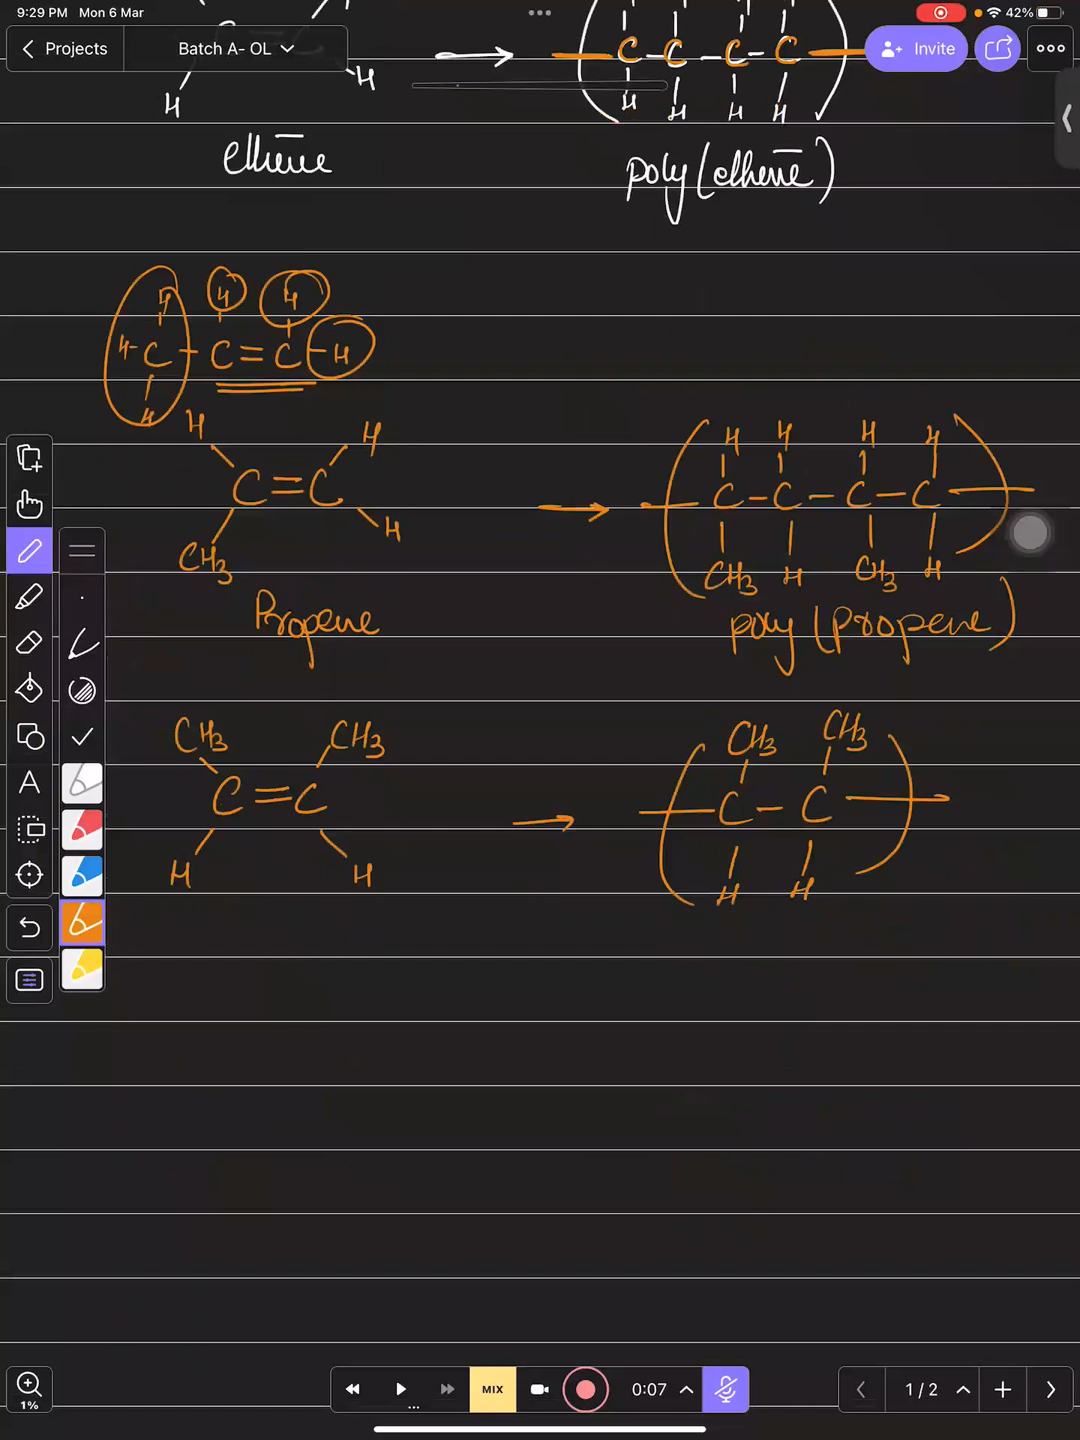 9:29 PM Mon 6 Mar
42%
Projects
Batch A- OL
Invite
C - C - C - C
H H H H
H
H
ethene
poly (ethene)
H H H
H - C - C = C - H
H
H H
C = C
CH3 H
Propene
H H H H
C - C - C - C
CH3 H CH3 H
poly (propene)
CH3 CH3
C = C
H H
CH3 CH3
C - C
H H
A
1%
MIX
0:07
1 / 2